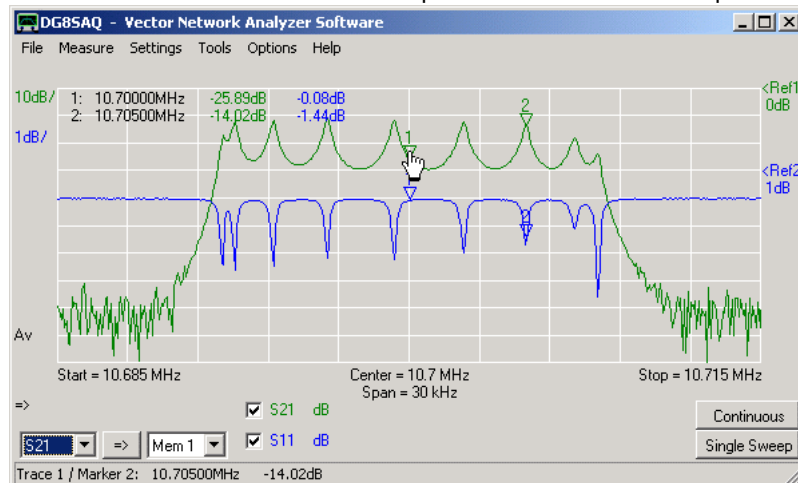 DG8SAQ - Vector Network Analyzer Software
File Measure Settings Tools Options Help
10dB/ 1: 10.70000MHz -25.89dB -0.08dB <Ref1
2: 10.70500MHz -14.02dB -1.44dB 0dB
1dB/
2
1
<Ref2
1dB
2
Av
Start = 10.685 MHz Center = 10.7 MHz Stop = 10.715 MHz
Span = 30 kHz
=>
S21 dB
Continuous
S21 => Mem 1 S11 dB Single Sweep
Trace 1 / Marker 2: 10.70500MHz -14.02dB